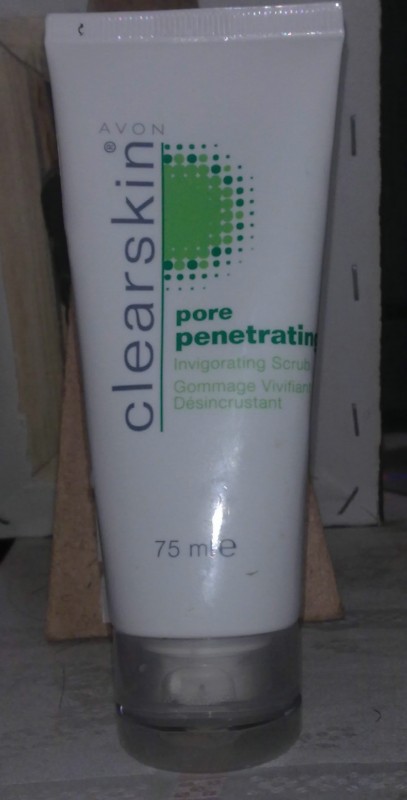 AVON
clearskin®
pore
penetrating
Invigorating Scrub
Gommage Vivifiant
Désincrustant
75 ml e